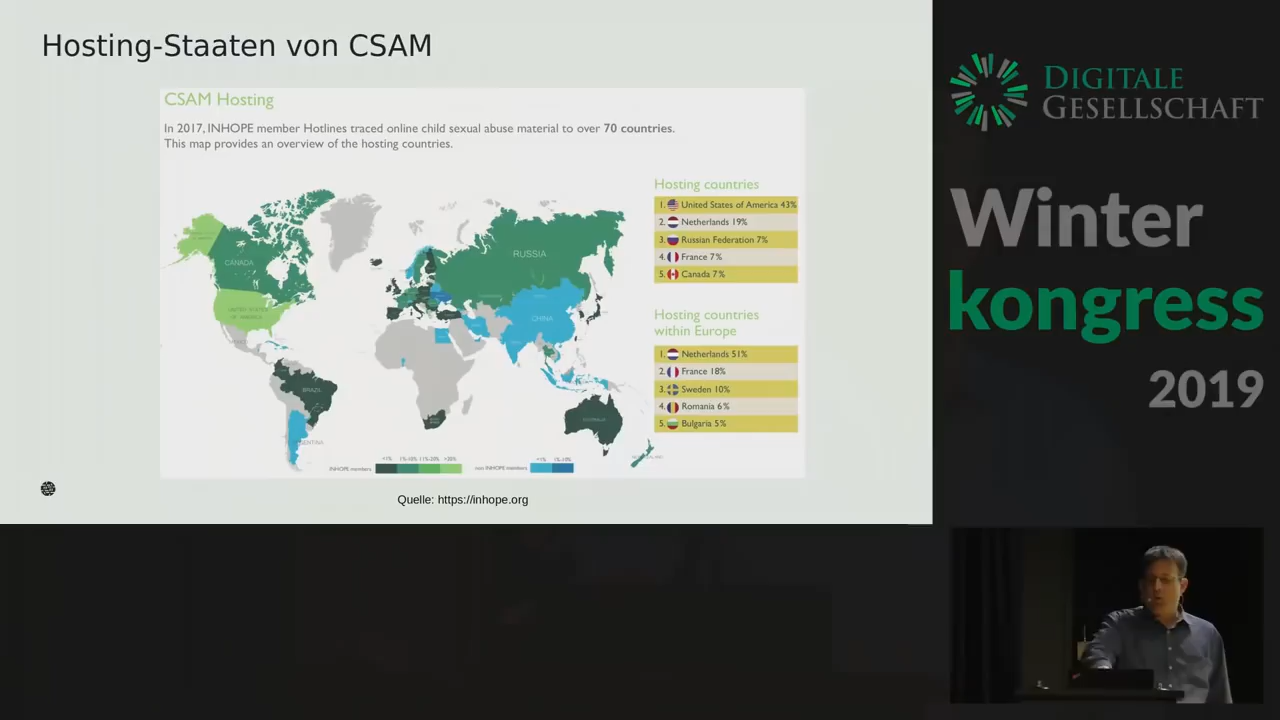 Hosting-Staaten von CSAM
CSAM Hosting
In 2017, INHOPE member Hotlines traced online child sexual abuse material to over 70 countries.
This map provides an overview of the hosting countries.
Hosting countries
1. United States of America 43%
2. Netherlands 19%
3. Russian Federation 7%
4. France 7%
5. Canada 7%
Hosting countries
within Europe
1. Netherlands 51%
2. France 18%
3. Sweden 10%
4. Romania 6%
5. Bulgaria 5%
CANADA
UNITED STATES
OF AMERICA
RUSSIA
CHINA
BRAZIL
INHOPE members
<1% 1%-10% 11%-20% >20%
non INHOPE members
<1% 1%-10%
Quelle: https://inhope.org
DIGITALE
GESELLSCHAFT
Winter
kongress
2019